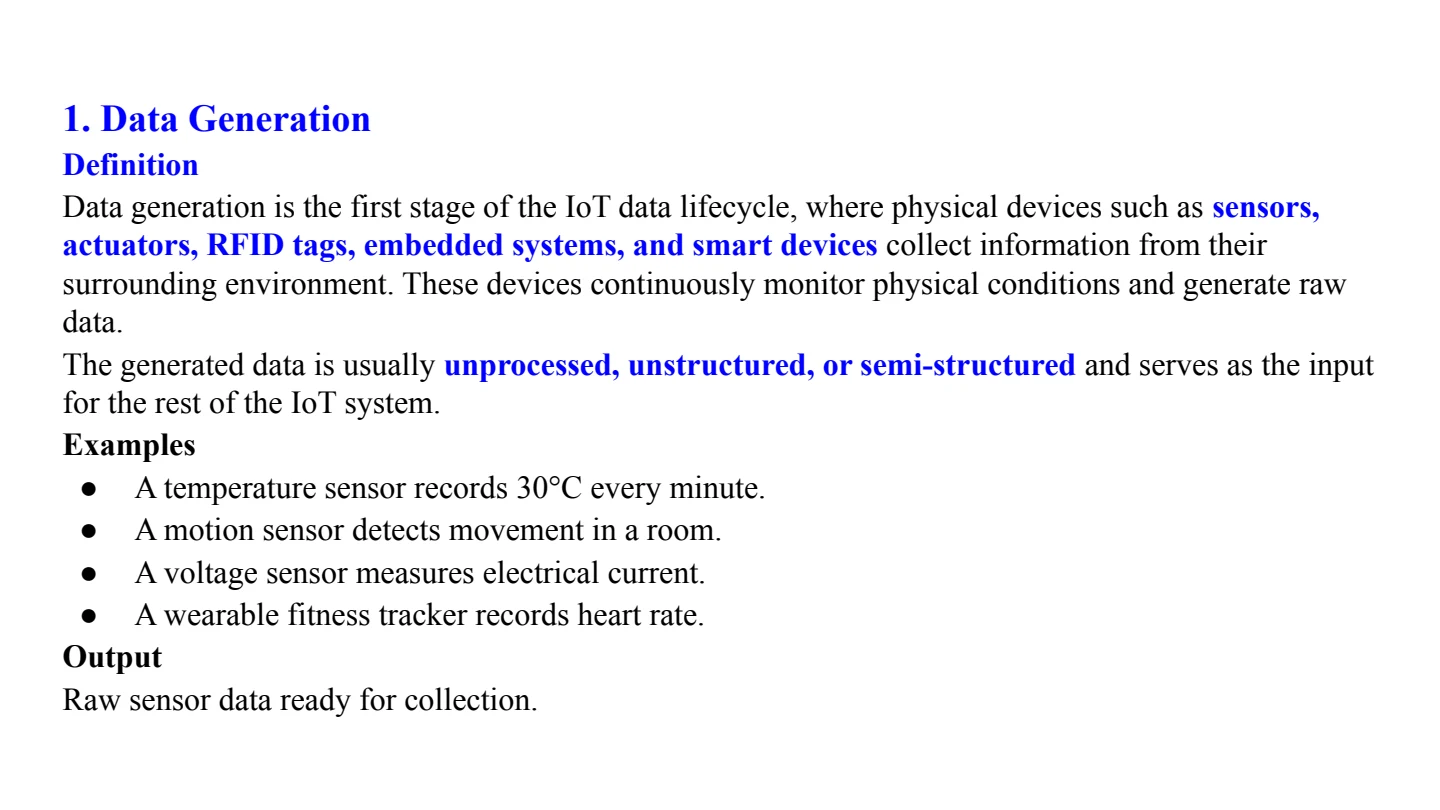 1. Data Generation
Definition
Data generation is the first stage of the IoT data lifecycle, where physical devices such as sensors,
actuators, RFID tags, embedded systems, and smart devices collect information from their
surrounding environment. These devices continuously monitor physical conditions and generate raw
data.
The generated data is usually unprocessed, unstructured, or semi-structured and serves as the input
for the rest of the IoT system.
Examples
● A temperature sensor records 30°C every minute.
● A motion sensor detects movement in a room.
● A voltage sensor measures electrical current.
● A wearable fitness tracker records heart rate.
Output
Raw sensor data ready for collection.